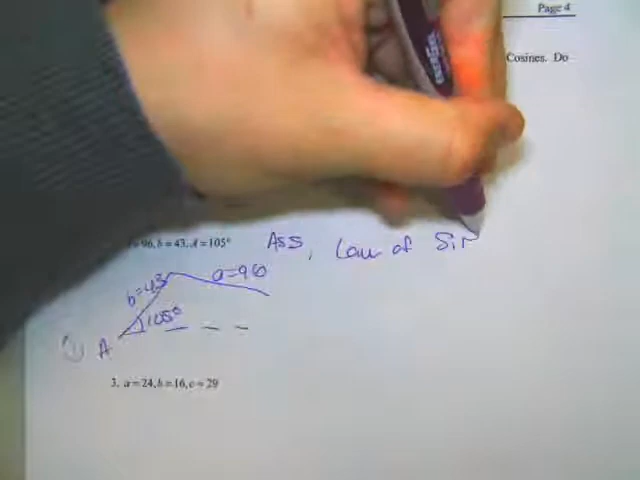 Page 4
Cosines. Do
=96, b = 43, A = 105°
ASS, Law of Sin
b=43
a=96
105°
A
3. a = 24, b = 16, c = 29